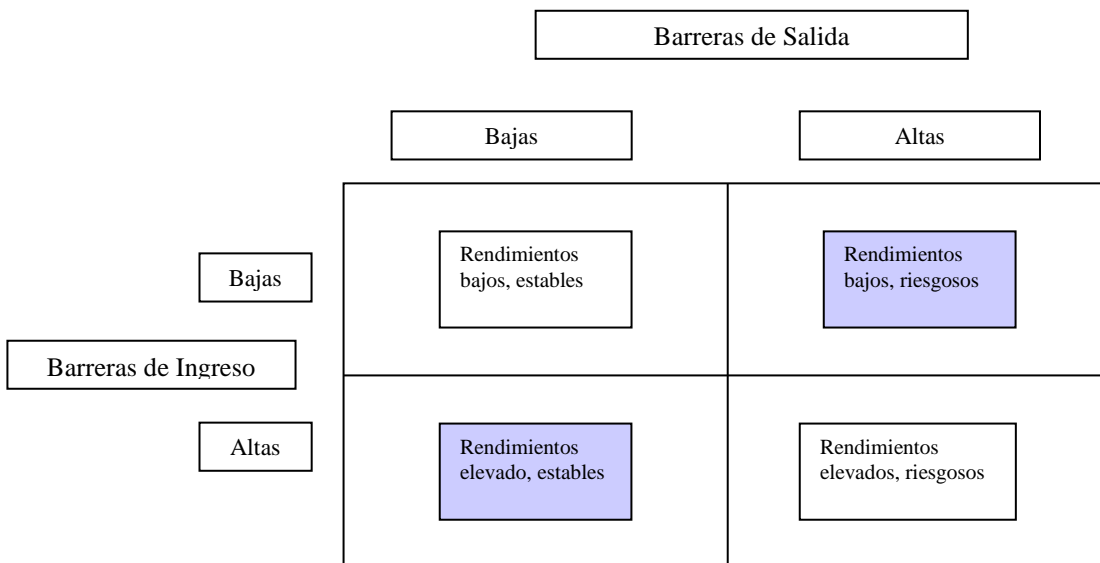 Barreras de Salida
Bajas
Altas
Bajas
Rendimientos
bajos, estables
Rendimientos
bajos, riesgosos
Barreras de Ingreso
Altas
Rendimientos
elevado, estables
Rendimientos
elevados, riesgosos